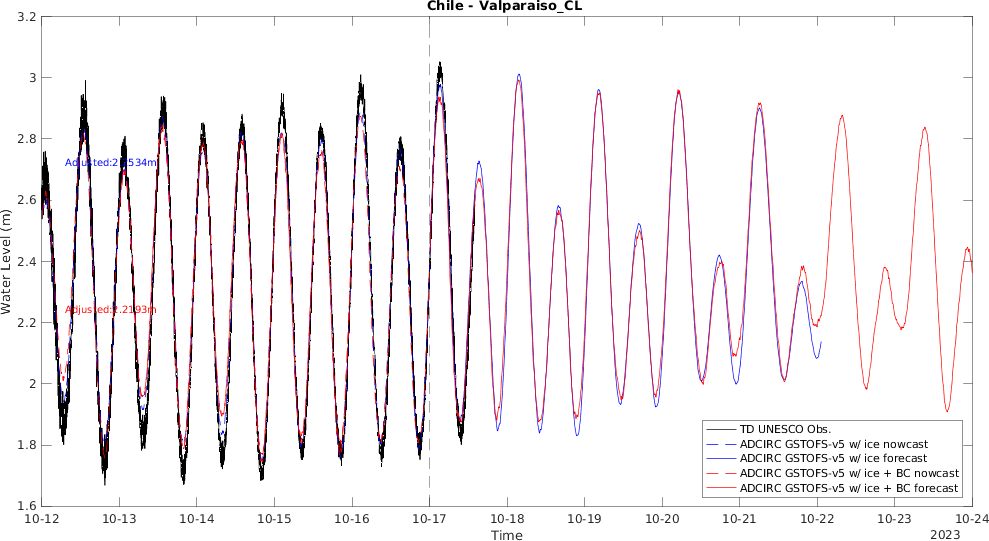 Chile - Valparaiso_CL
3.2
3
2.8
2.6
2.4
2.2
2
1.8
1.6
Water Level (m)
10-12
10-13
10-14
10-15
10-16
10-17
10-18
10-19
10-20
10-21
10-22
10-23
10-24
2023
Time
TD UNESCO Obs.
ADCIRC GSTOFS-v5 w/ ice nowcast
ADCIRC GSTOFS-v5 w/ ice forecast
ADCIRC GSTOFS-v5 w/ ice + BC nowcast
ADCIRC GSTOFS-v5 w/ ice + BC forecast